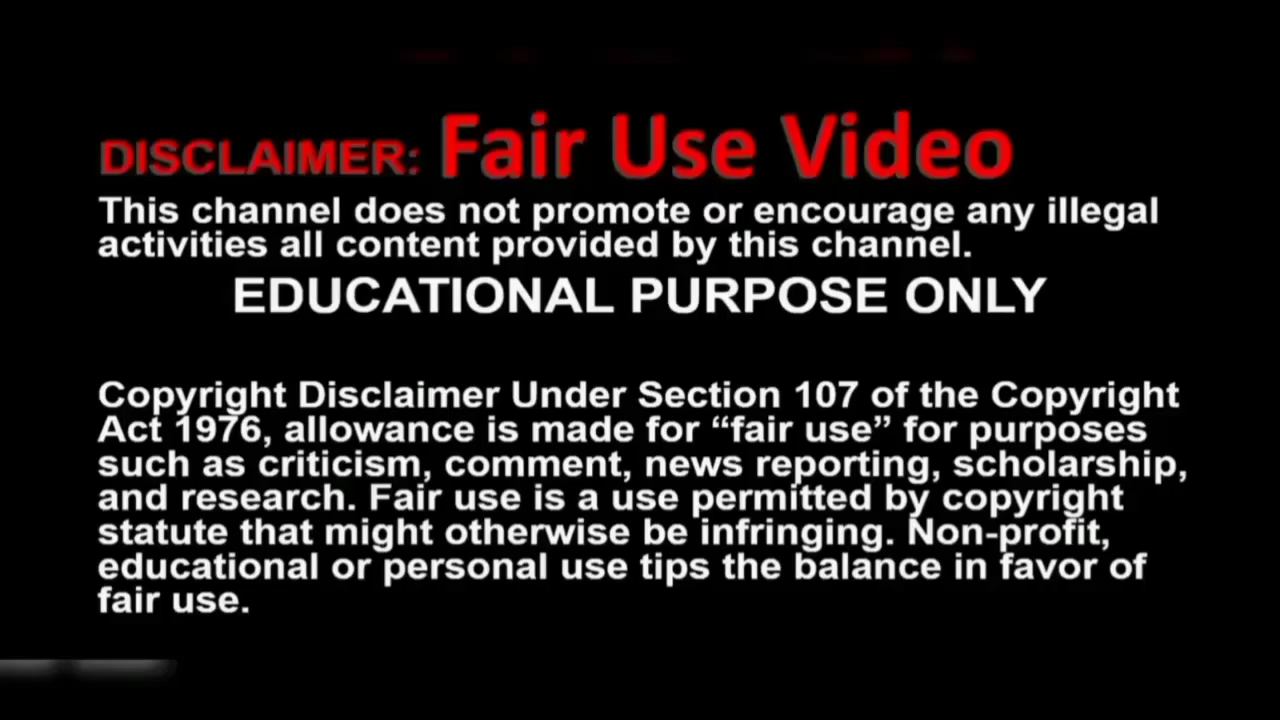 DISCLAIMER: Fair Use Video
This channel does not promote or encourage any illegal
activities all content provided by this channel.
EDUCATIONAL PURPOSE ONLY
Copyright Disclaimer Under Section 107 of the Copyright
Act 1976, allowance is made for “fair use” for purposes
such as criticism, comment, news reporting, scholarship,
and research. Fair use is a use permitted by copyright
statute that might otherwise be infringing. Non-profit,
educational or personal use tips the balance in favor of
fair use.